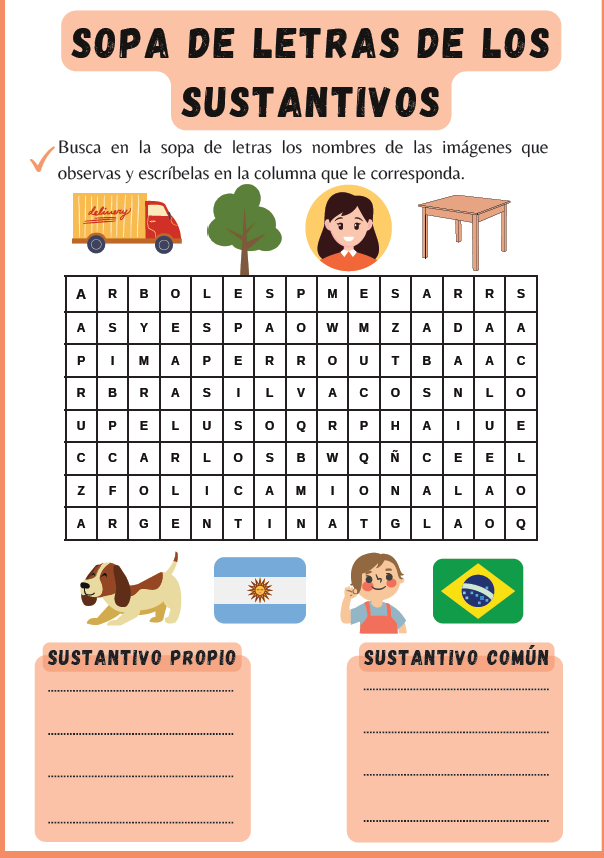 SOPA DE LETRAS DE LOS
SUSTANTIVOS
Busca en la sopa de letras los nombres de las imágenes que
observas y escríbelas en la columna que le corresponda.
delivery
A R B O L E S P M E S A R R S
A S Y E S P A O W M Z A D A A
P I M A P E R R O U T B A A C
R B R A S I L V A C O S N L O
U P E L U S O Q R P H A I U E
C C A R L O S B W Q Ñ C E E L
Z F O L I C A M I O N A L A O
A R G E N T I N A T G L A O Q
SUSTANTIVO PROPIO
SUSTANTIVO COMÚN